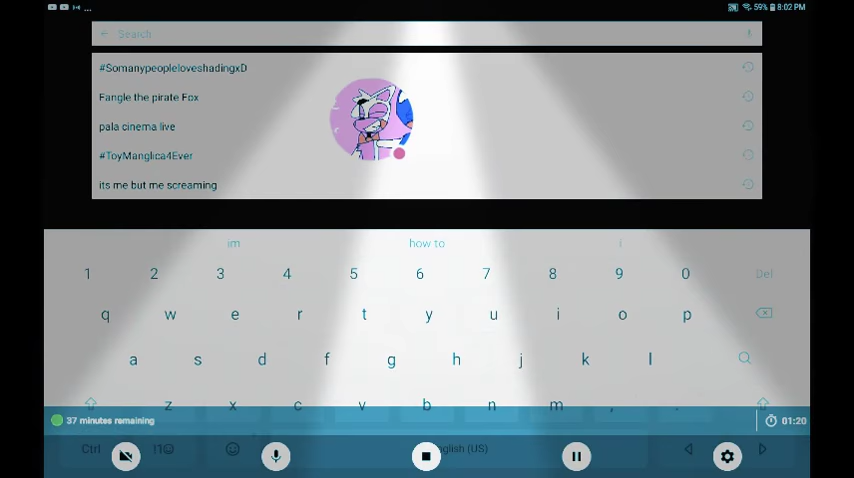 ... 59% 8:02 PM
Search
#SomanypeopleloveshadingxD
Fangle the pirate Fox
pala cinema live
#ToyManglica4Ever
its me but me screaming
im how to i
1 2 3 4 5 6 7 8 9 0 Del
q w e r t y u i o p
a s d f g h j k l
z x c v b n m , .
37 minutes remaining 01:20
Ctrl !1☺ English (US)